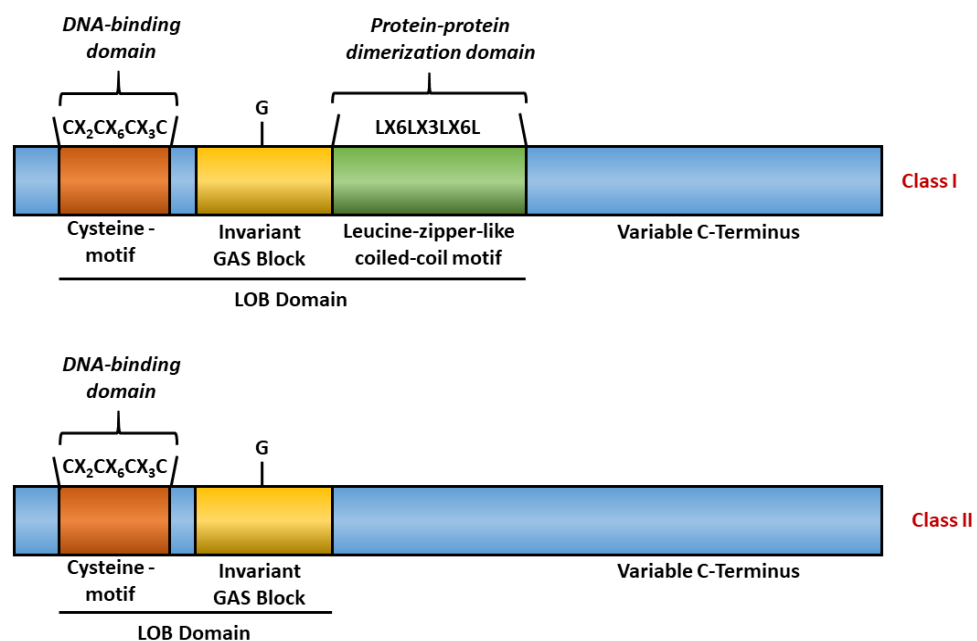 DNA-binding
domain
Protein-protein
dimerization domain
CX₂CX₆CX₃C
G
LX6LX3LX6L
Class I
Cysteine -
motif
Invariant
GAS Block
Leucine-zipper-like
coiled-coil motif
Variable C-Terminus
LOB Domain
DNA-binding
domain
CX₂CX₆CX₃C
G
Class II
Cysteine -
motif
Invariant
GAS Block
Variable C-Terminus
LOB Domain